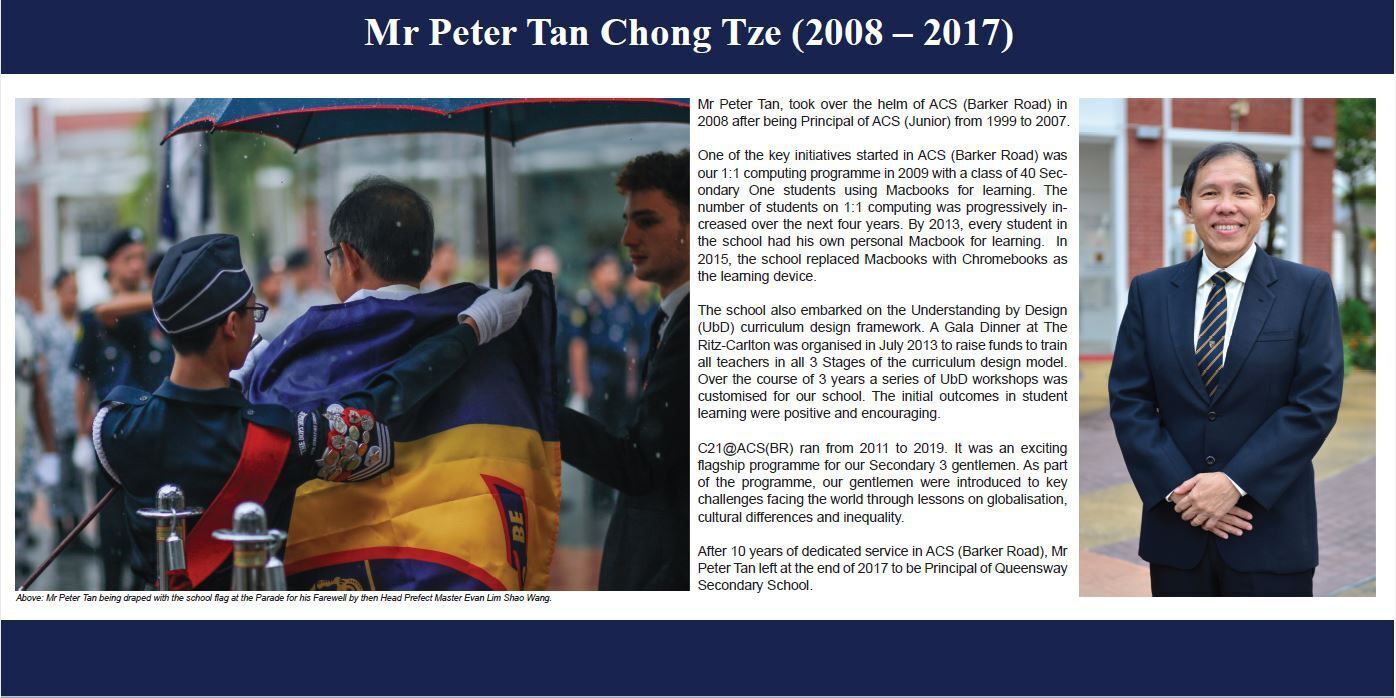 Mr Peter Tan Chong Tze (2008 – 2017)
Mr Peter Tan, took over the helm of ACS (Barker Road) in
2008 after being Principal of ACS (Junior) from 1999 to 2007.
One of the key initiatives started in ACS (Barker Road) was
our 1:1 computing programme in 2009 with a class of 40 Sec-
ondary One students using Macbooks for learning. The
number of students on 1:1 computing was progressively in-
creased over the next four years. By 2013, every student in
the school had his own personal Macbook for learning. In
2015, the school replaced Macbooks with Chromebooks as
the learning device.
The school also embarked on the Understanding by Design
(UbD) curriculum design framework. A Gala Dinner at The
Ritz-Carlton was organised in July 2013 to raise funds to train
all teachers in all 3 Stages of the curriculum design model.
Over the course of 3 years a series of UbD workshops was
customised for our school. The initial outcomes in student
learning were positive and encouraging.
C21@ACS(BR) ran from 2011 to 2019. It was an exciting
flagship programme for our Secondary 3 gentlemen. As part
of the programme, our gentlemen were introduced to key
challenges facing the world through lessons on globalisation,
cultural differences and inequality.
After 10 years of dedicated service in ACS (Barker Road), Mr
Peter Tan left at the end of 2017 to be Principal of Queensway
Secondary School.
BE
Above: Mr Peter Tan being draped with the school flag at the Parade for his Farewell by then Head Prefect Master Evan Lim Shao Wang.